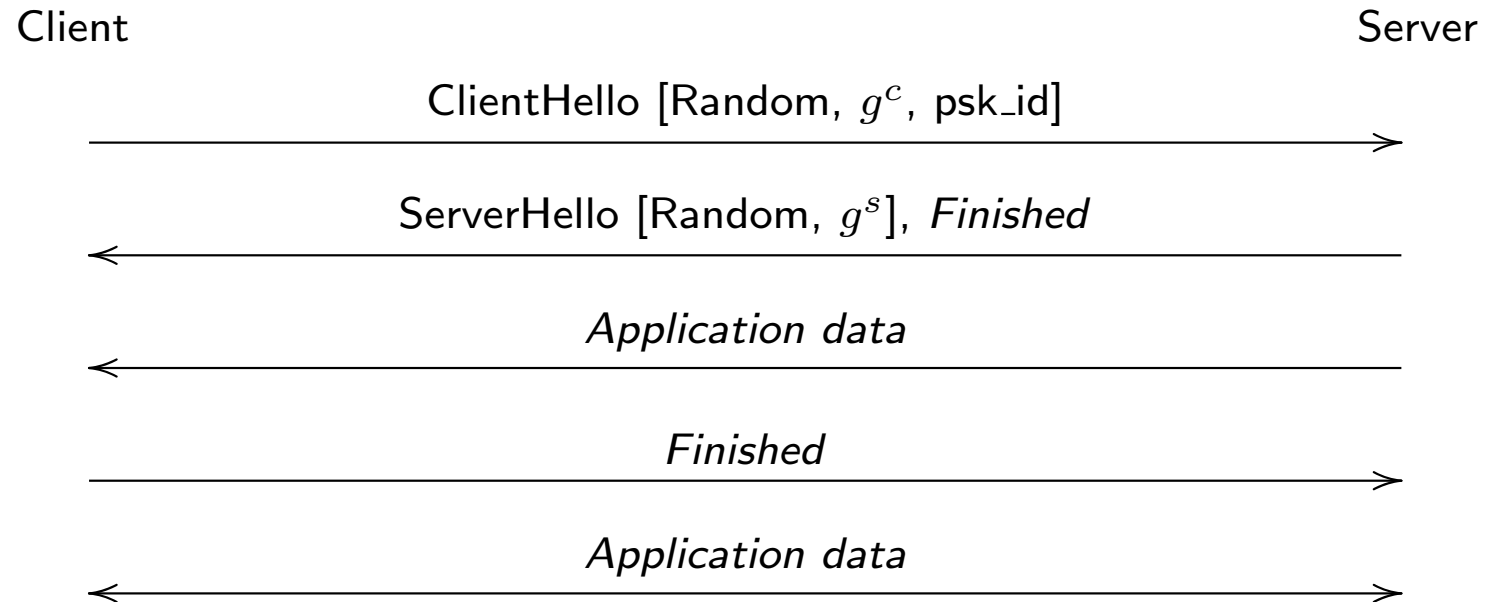 Client Server
ClientHello [Random, g^c, psk_id]
ServerHello [Random, g^s], Finished
Application data
Finished
Application data